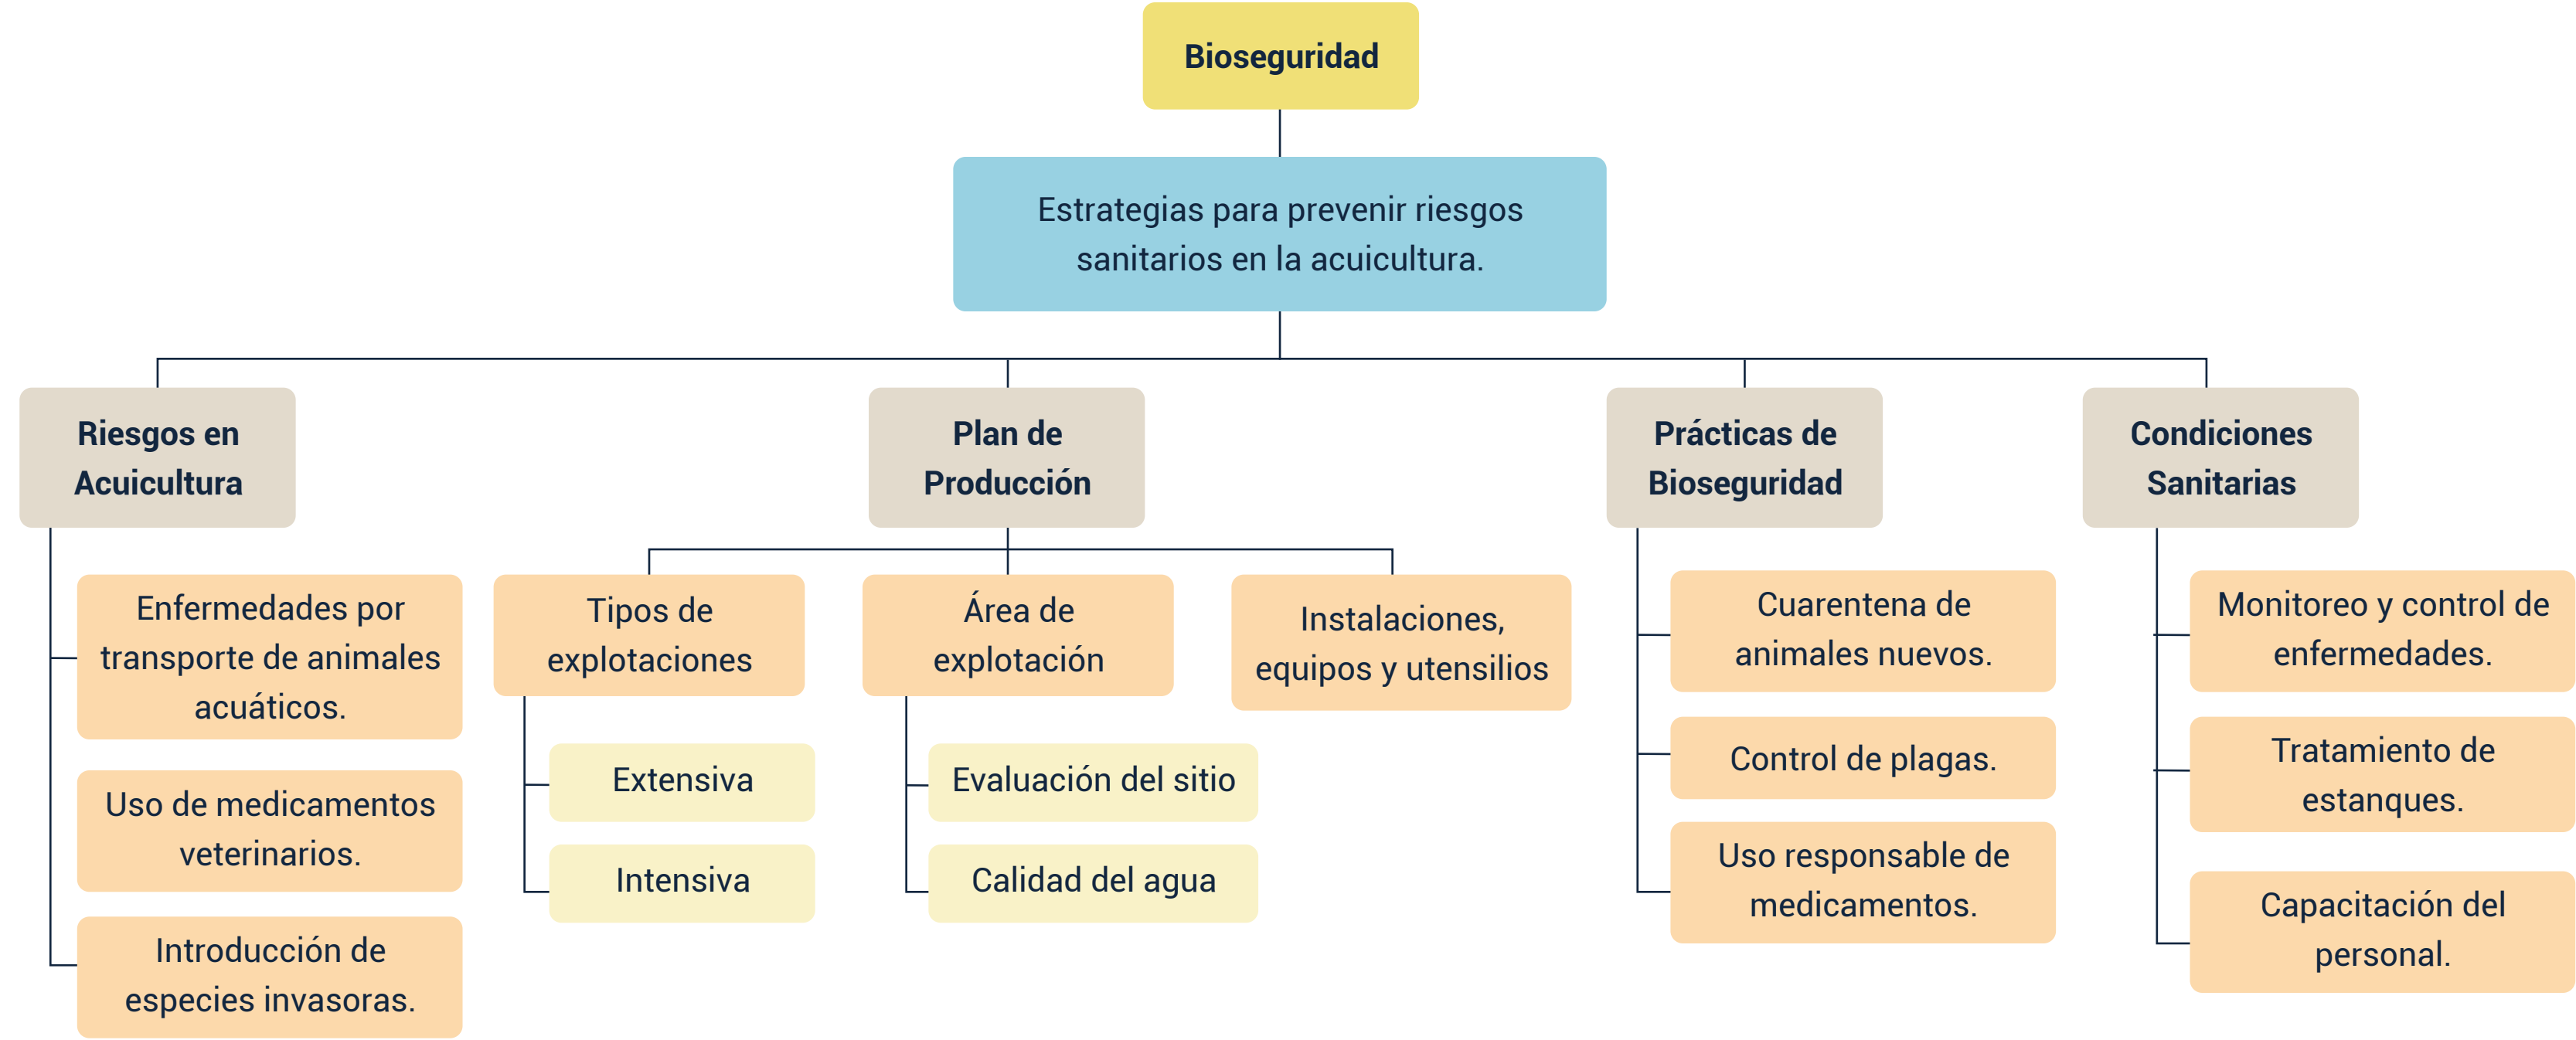 Bioseguridad
Estrategias para prevenir riesgos
sanitarios en la acuicultura.
Riesgos en
Acuicultura
Enfermedades por
transporte de animales
acuáticos.
Uso de medicamentos
veterinarios.
Introducción de
especies invasoras.
Plan de
Producción
Tipos de
explotaciones
Extensiva
Intensiva
Área de
explotación
Evaluación del sitio
Calidad del agua
Instalaciones,
equipos y utensilios
Prácticas de
Bioseguridad
Cuarentena de
animales nuevos.
Control de plagas.
Uso responsable de
medicamentos.
Condiciones
Sanitarias
Monitoreo y control de
enfermedades.
Tratamiento de
estanques.
Capacitación del
personal.